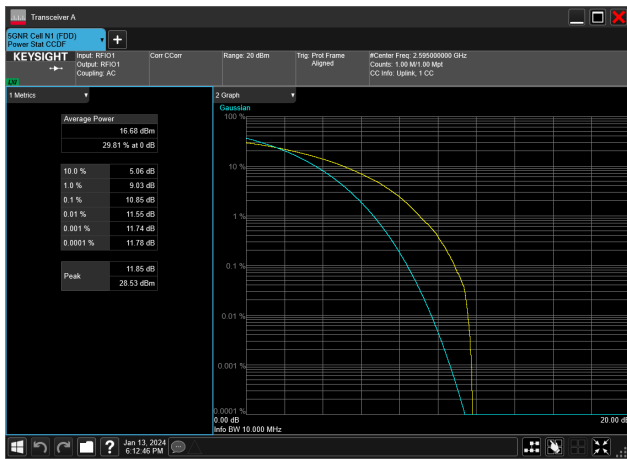 Transceiver A
5GNR Cell N1 (FDD)
Power Stat CCDF
KEYSIGHT
Input: RFIO1
Output: RFIO1
Coupling: AC
Corr CCorr
Range: 20 dBm
Trig: Prot Frame
Aligned
#Center Freq: 2.595000000 GHz
Counts: 1.00 M/1.00 Mpt
CC Info: Uplink, 1 CC
1 Metrics
Average Power
16.68 dBm
29.81 % at 0 dB
10.0 % 5.06 dB
1.0 % 9.03 dB
0.1 % 10.85 dB
0.01 % 11.55 dB
0.001 % 11.74 dB
0.0001 % 11.78 dB
Peak
11.85 dB
28.53 dBm
2 Graph
Gaussian
100 %
10 %
1 %
0.1 %
0.01 %
0.001 %
0.0001 %
0.00 dB
20.00 dB
Info BW 10.000 MHz
Jan 13, 2024
6:12:46 PM